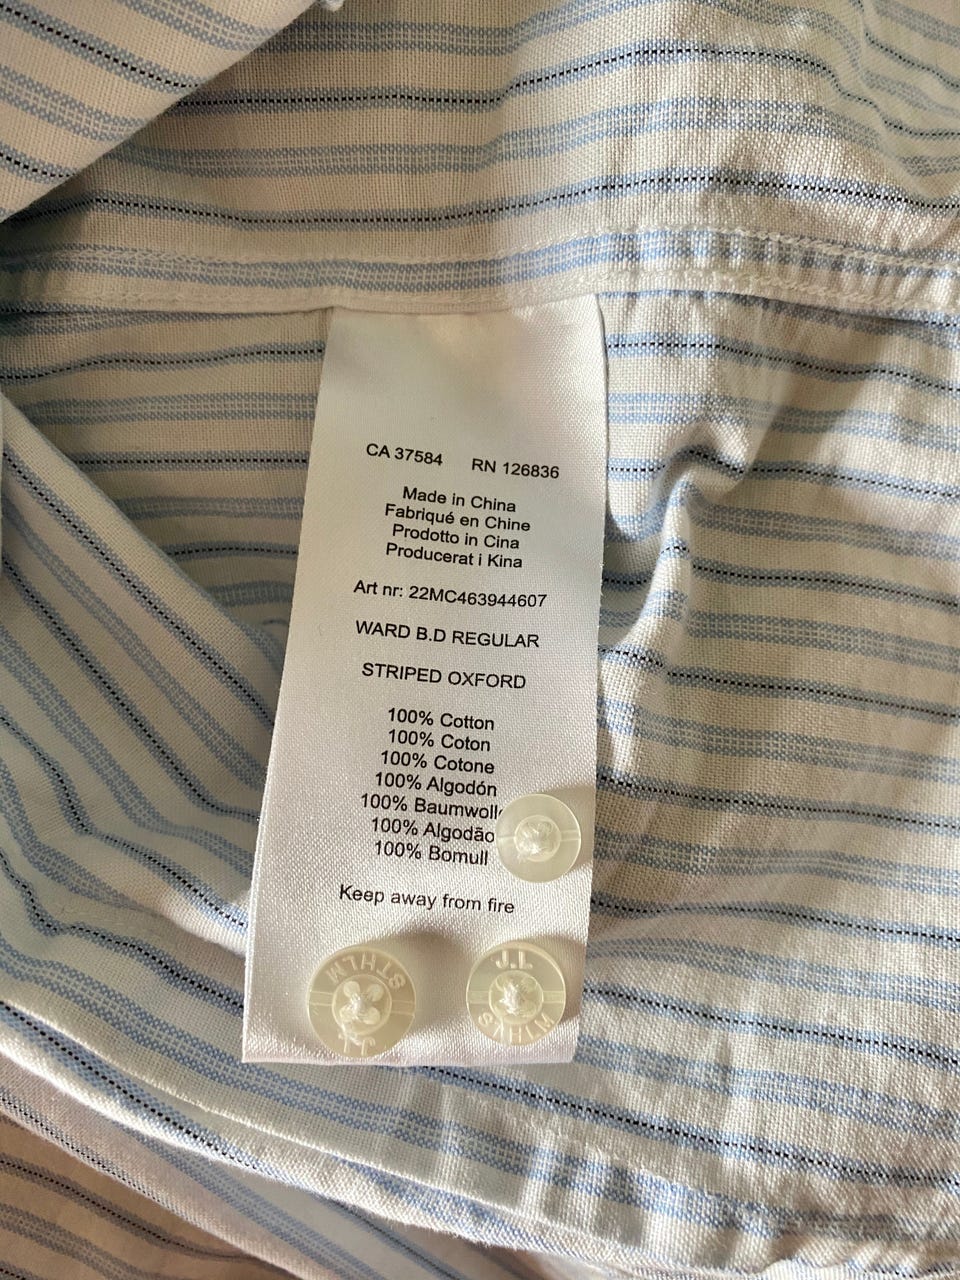 CA 37584 RN 126836
Made in China
Fabriqué en Chine
Prodotto in Cina
Producerat i Kina
Art nr: 22MC463944607
WARD B.D REGULAR
STRIPED OXFORD
100% Cotton
100% Coton
100% Cotone
100% Algodón
100% Baumwoll
100% Algodão
100% Bomull
Keep away from fire
STHLM
J.L
J.L